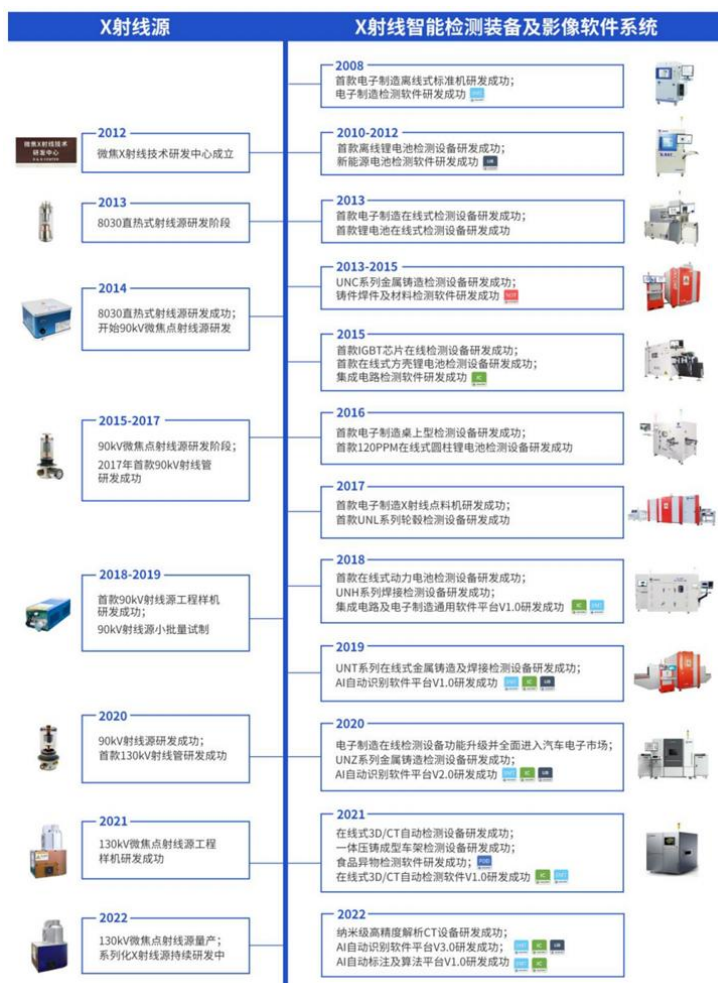 X射线源
2012
微焦X射线技术
研发中心
微焦X射线技术研发中心成立
2013
8030直热式射线源研发阶段
2014
8030直热式射线源研发成功；
开始90kV微焦点射线源研发
2015-2017
90kV微焦点射线源研发阶段；
2017年首款90kV射线管
研发成功
2018-2019
首款90kV射线源工程样机
研发成功；
90kV射线源小批量试制
2020
90kV射线源研发成功；
首款130kV射线管研发成功
2021
130kV微焦点射线源工程
样机研发成功
2022
130kV微焦点射线源量产；
系列化X射线源持续研发中
X射线智能检测装备及影像软件系统
2008
首款电子制造离线式标准机研发成功；
电子制造检测软件研发成功
2010-2012
首款离线锂电池检测设备研发成功；
新能源电池检测软件研发成功
2013
首款电子制造在线式检测设备研发成功；
首款锂电池在线式检测设备研发成功
2013-2015
UNC系列金属铸造检测设备研发成功；
铸件焊件及材料检测软件研发成功
2015
首款IGBT芯片在线检测设备研发成功；
首款在线式方壳锂电池检测设备研发成功；
集成电路检测软件研发成功 IC
2016
首款电子制造桌上型检测设备研发成功；
首款120PPM在线式圆柱锂电池检测设备研发成功
2017
首款电子制造X射线点料机研发成功；
首款UNL系列轮毂检测设备研发成功
2018
首款在线式动力电池检测设备研发成功；
UNH系列焊接检测设备研发成功；
集成电路及电子制造通用软件平台V1.0研发成功 IC
2019
UNT系列在线式金属铸造及焊接检测设备研发成功；
AI自动识别软件平台V1.0研发成功 IC
2020
电子制造在线检测设备功能升级并全面进入汽车电子市场；
UNZ系列金属铸造检测设备研发成功；
AI自动识别软件平台V2.0研发成功 IC
2021
在线式3D/CT自动检测设备研发成功；
一体压铸成型车架检测设备研发成功；
食品异物检测软件研发成功；
在线式3D/CT自动检测软件V1.0研发成功 IC
2022
纳米级高精度解析CT设备研发成功；
AI自动识别软件平台V3.0研发成功； IC
AI自动标注及算法平台V1.0研发成功 IC